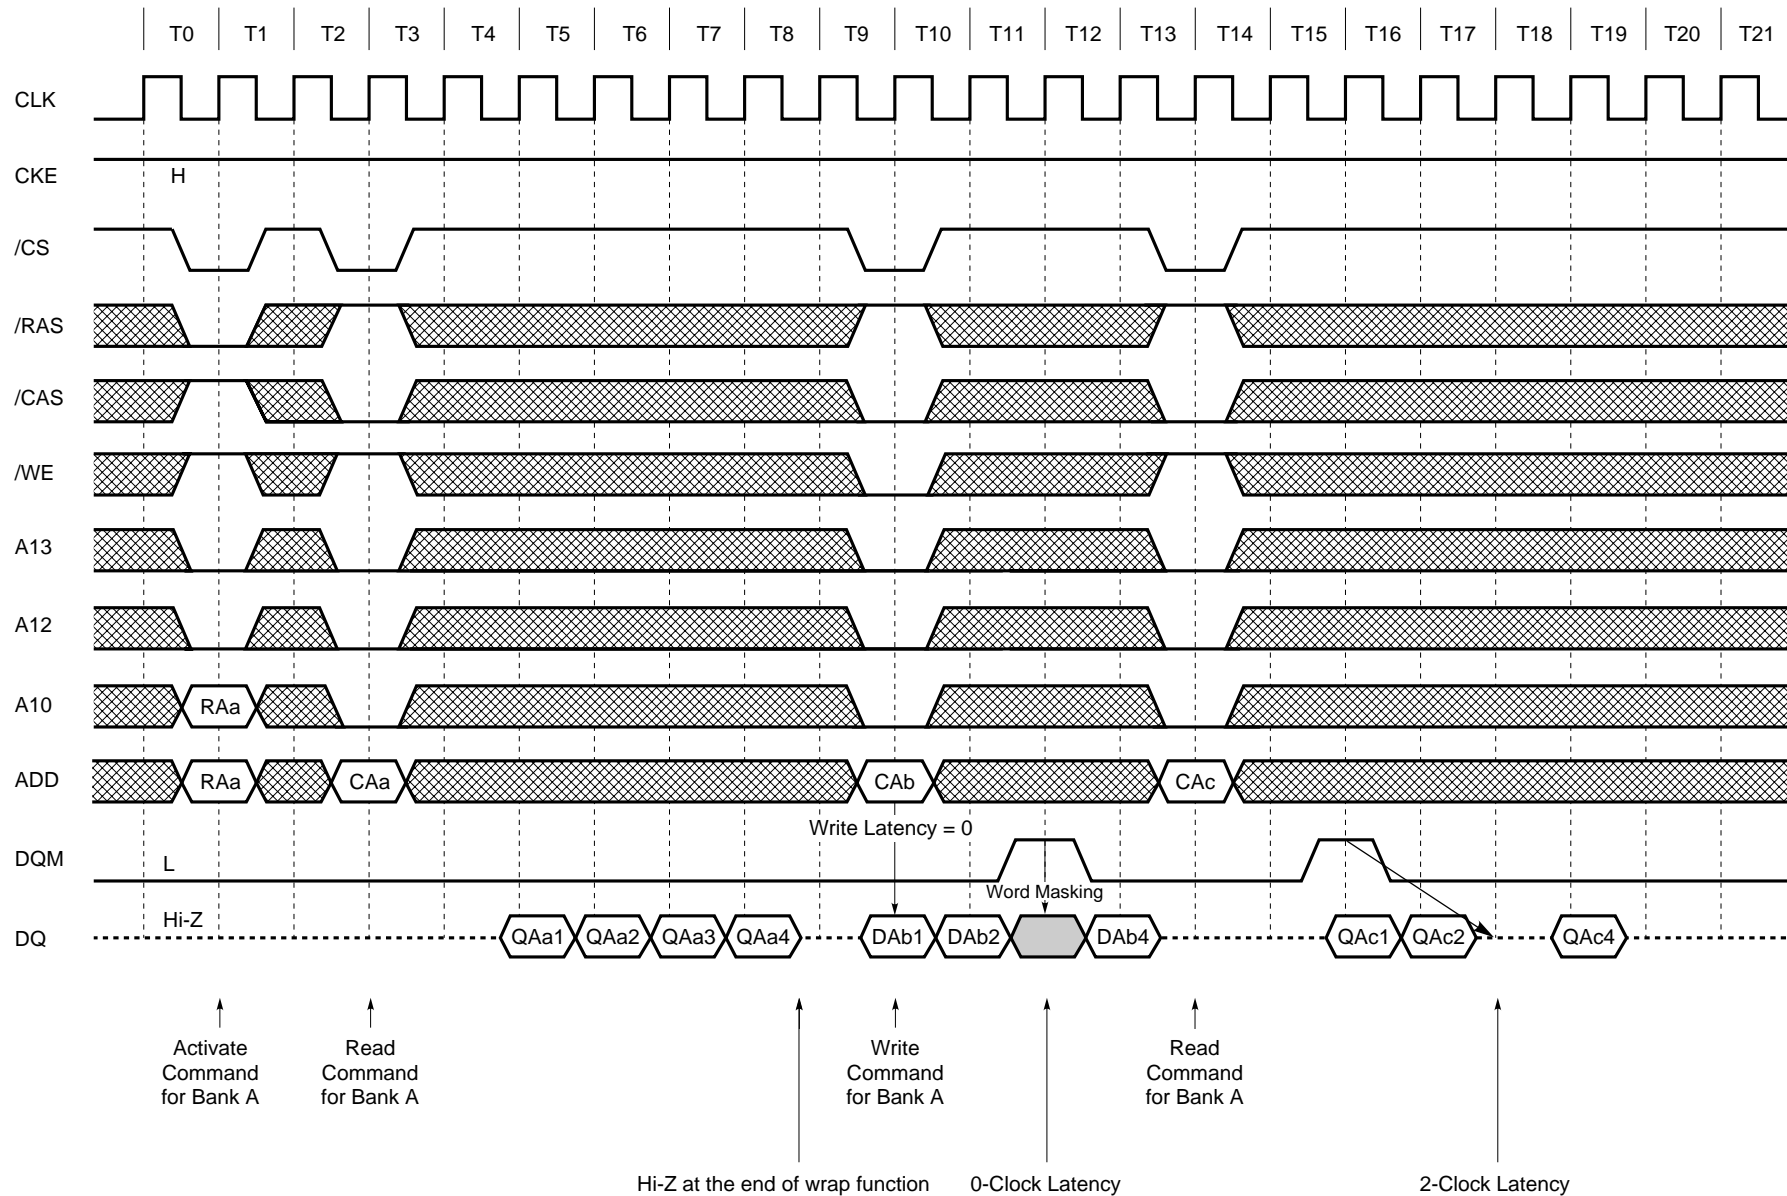 T0 T1 T2 T3 T4 T5 T6 T7 T8 T9 T10 T11 T12 T13 T14 T15 T16 T17 T18 T19 T20 T21
CLK
CKE H
/CS
/RAS
/CAS
/WE
A13
A12
A10 RAa
ADD RAa CAa CAb CAc
Write Latency = 0
DQM L
Word Masking
Hi-Z
DQ QAa1 QAa2 QAa3 QAa4 DAb1 DAb2 DAb4 QAc1 QAc2 QAc4
Activate Command for Bank A
Read Command for Bank A
Write Command for Bank A
Read Command for Bank A
Hi-Z at the end of wrap function
0-Clock Latency
2-Clock Latency